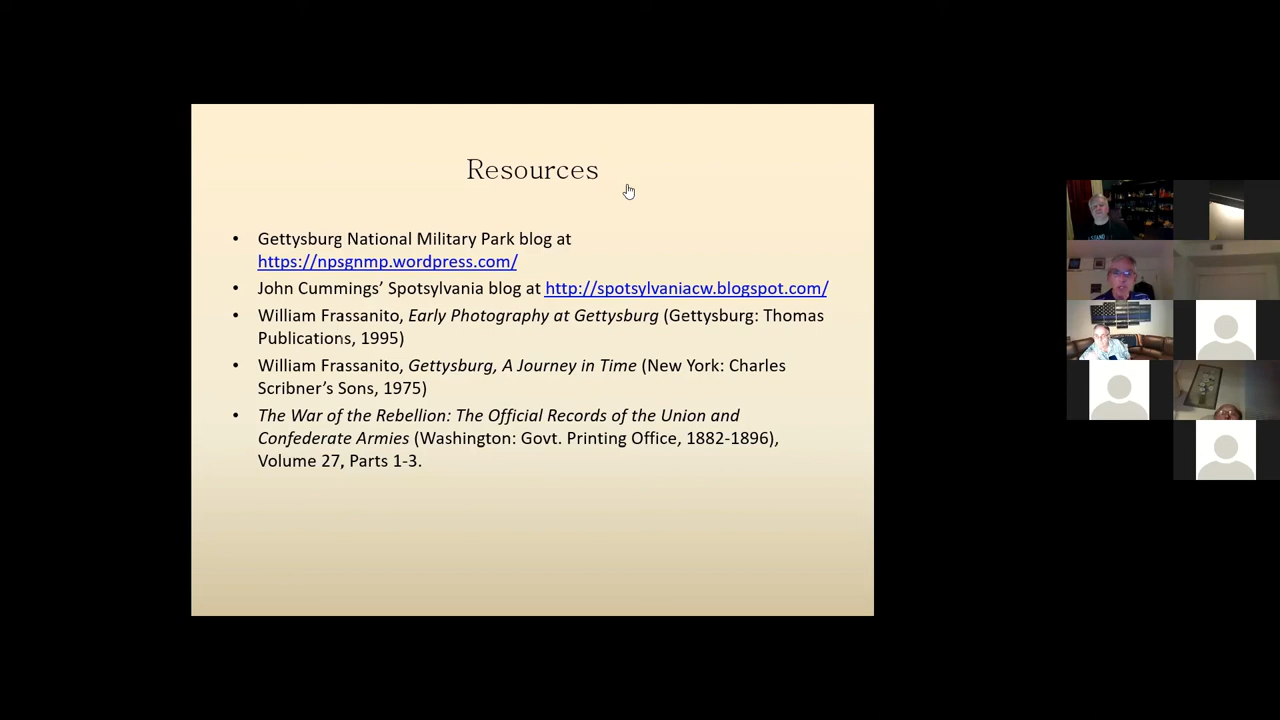 Resources
• Gettysburg National Military Park blog at
https://npsgnmp.wordpress.com/
• John Cummings’ Spotsylvania blog at http://spotsylvaniacw.blogspot.com/
• William Frassanito, Early Photography at Gettysburg (Gettysburg: Thomas
Publications, 1995)
• William Frassanito, Gettysburg, A Journey in Time (New York: Charles
Scribner’s Sons, 1975)
• The War of the Rebellion: The Official Records of the Union and
Confederate Armies (Washington: Govt. Printing Office, 1882-1896),
Volume 27, Parts 1-3.